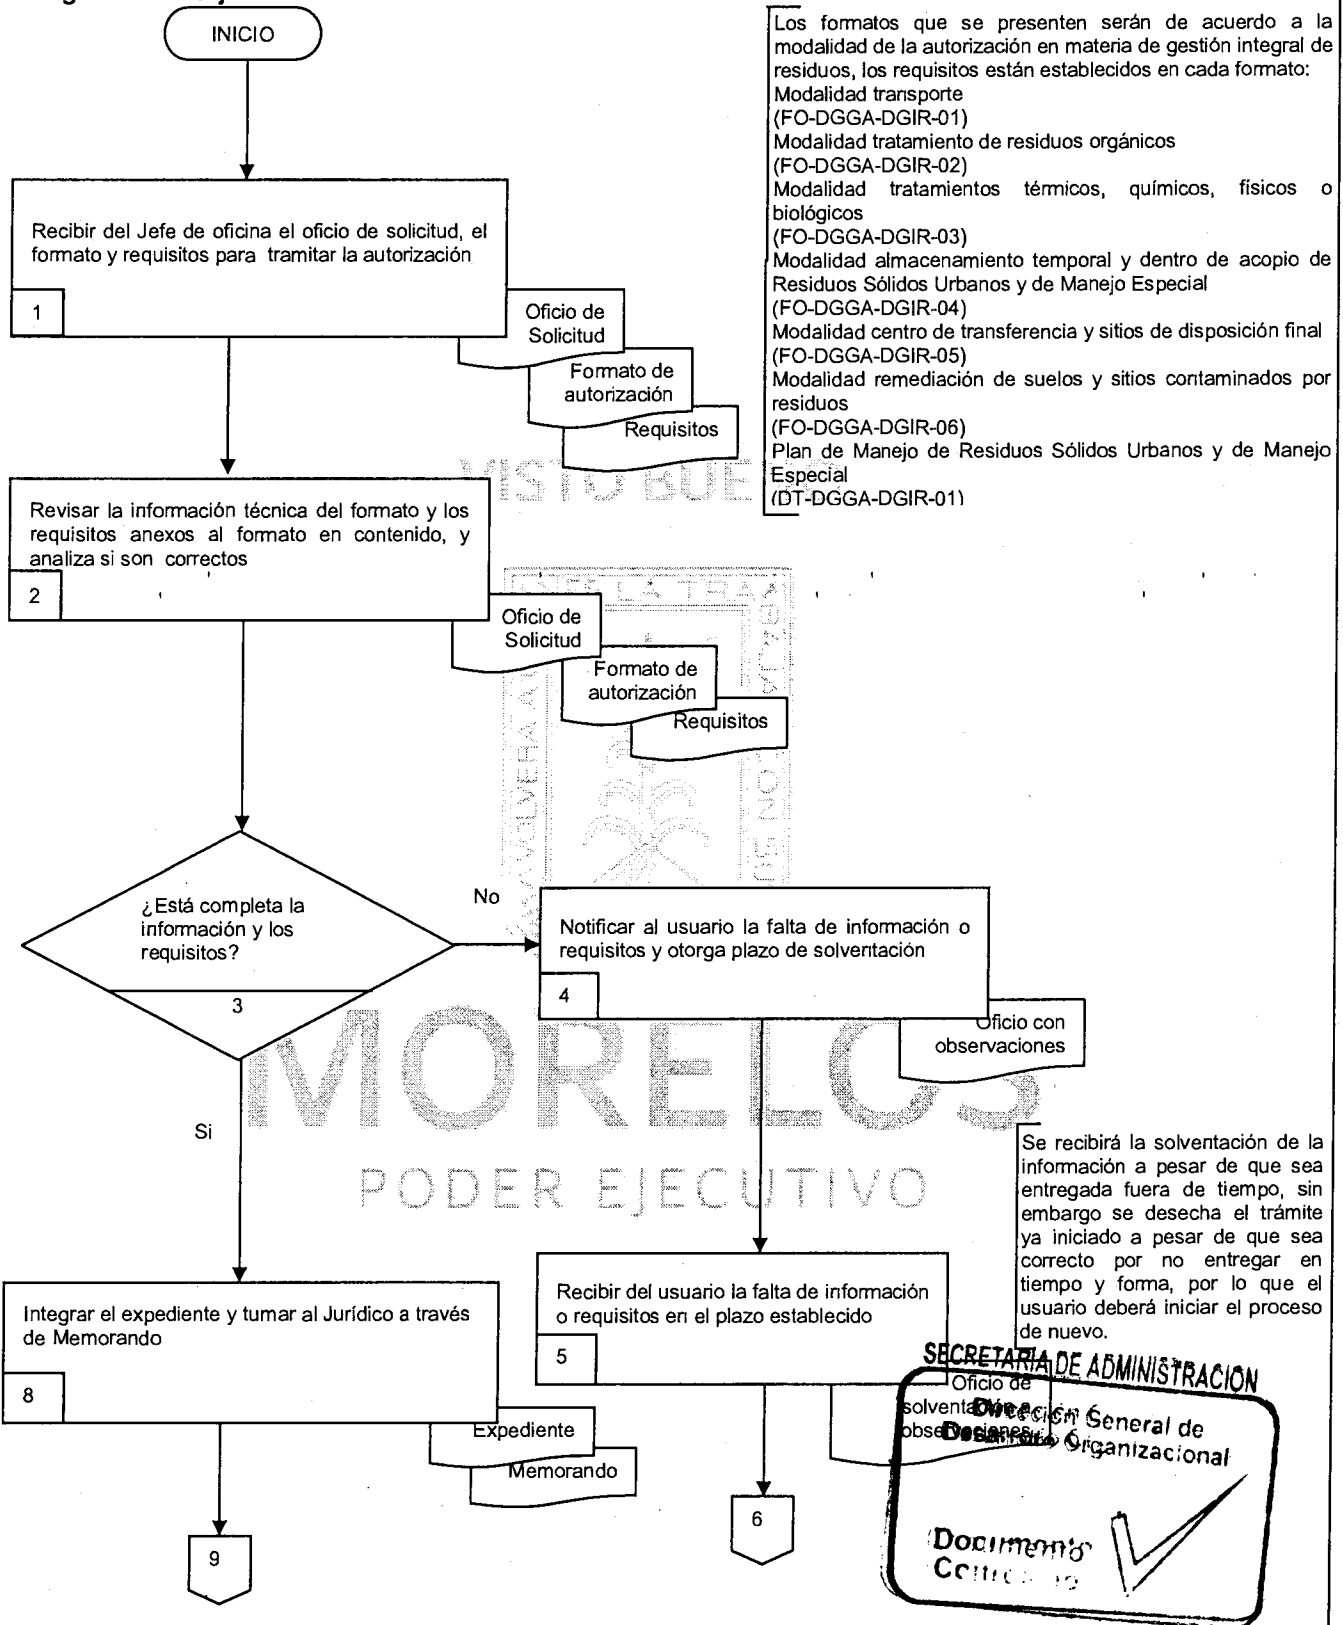 INICIO
Los formatos que se presenten serán de acuerdo a la
modalidad de la autorización en materia de gestión integral de
residuos, los requisitos están establecidos en cada formato:
Modalidad transporte
(FO-DGGA-DGIR-01)
Modalidad tratamiento de residuos orgánicos
(FO-DGGA-DGIR-02)
Modalidad tratamientos térmicos, químicos, físicos o
biológicos
(FO-DGGA-DGIR-03)
Modalidad almacenamiento temporal y dentro de acopio de
Residuos Sólidos Urbanos y de Manejo Especial
(FO-DGGA-DGIR-04)
Modalidad centro de transferencia y sitios de disposición final
(FO-DGGA-DGIR-05)
Modalidad remediación de suelos y sitios contaminados por
residuos
(FO-DGGA-DGIR-06)
Plan de Manejo de Residuos Sólidos Urbanos y de Manejo
Especial
(DT-DGGA-DGIR-01)
Recibir del Jefe de oficina el oficio de solicitud, el
formato y requisitos para tramitar la autorización
1
Oficio de
Solicitud
Formato de
autorización
Requisitos
VISTO BUE
Revisar la información técnica del formato y los
requisitos anexos al formato en contenido, y
analiza si son correctos
2
Oficio de
Solicitud
Formato de
autorización
Requisitos
LA TRA
BAJA
CON SU
VOLVERA
¿Está completa la
información y los
requisitos?
3
No
Notificar al usuario la falta de información o
requisitos y otorga plazo de solventación
4
Oficio con
observaciones
MORELOS
PODER EJECUTIVO
Si
Se recibirá la solventación de la
información a pesar de que sea
entregada fuera de tiempo, sin
embargo se desecha el trámite
ya iniciado a pesar de que sea
correcto por no entregar en
tiempo y forma, por lo que el
usuario deberá iniciar el proceso
de nuevo.
Integrar el expediente y turnar al Jurídico a través
de Memorando
8
Expediente
Memorando
9
Recibir del usuario la falta de información
o requisitos en el plazo establecido
5
Oficio de
6
SECRETARIA DE ADMINISTRACION
Dirección General de
Desarrollo Organizacional
Documento